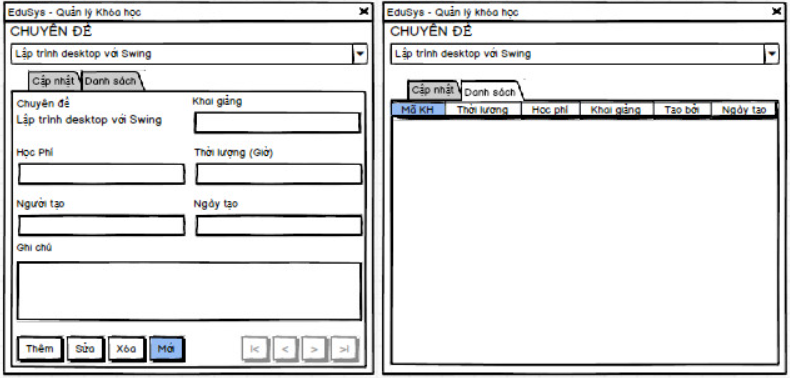 EduSys - Quản lý Khóa học
CHUYÊN ĐỀ
Lập trình desktop với Swing
Cập nhật Danh sách
Chuyên đề Khai giảng
Lập trình desktop với Swing
Học Phí Thời lượng (Giờ)
Người tạo Ngày tạo
Ghi chú
Thêm Sửa Xóa Mới |< < > >|
EduSys - Quản lý khóa học
CHUYÊN ĐỀ
Lập trình desktop với Swing
Cập nhật Danh sách
Mã KH Thời lượng Học phí Khai giảng Tạo bởi Ngày tạo